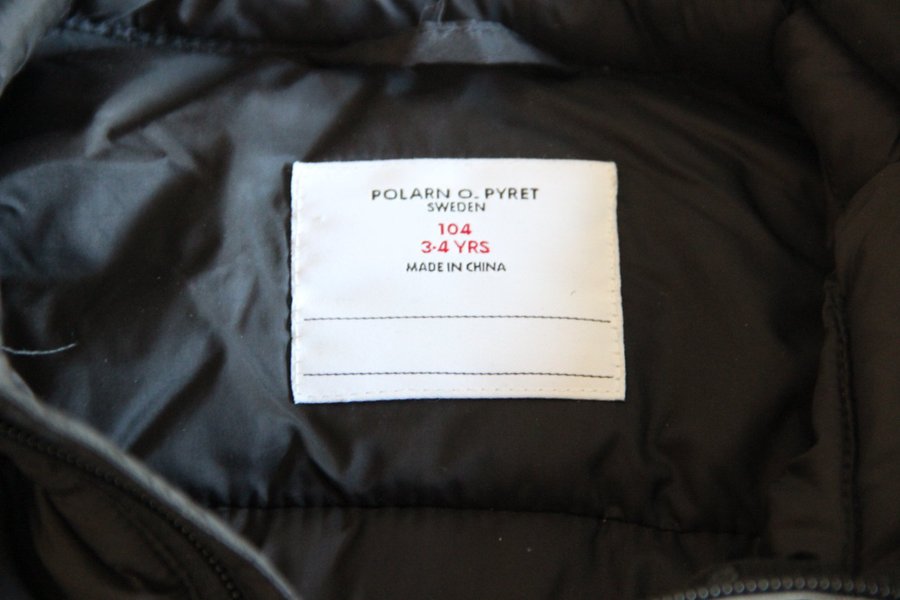 POLARN O. PYRET
SWEDEN
104
3-4 YRS
MADE IN CHINA